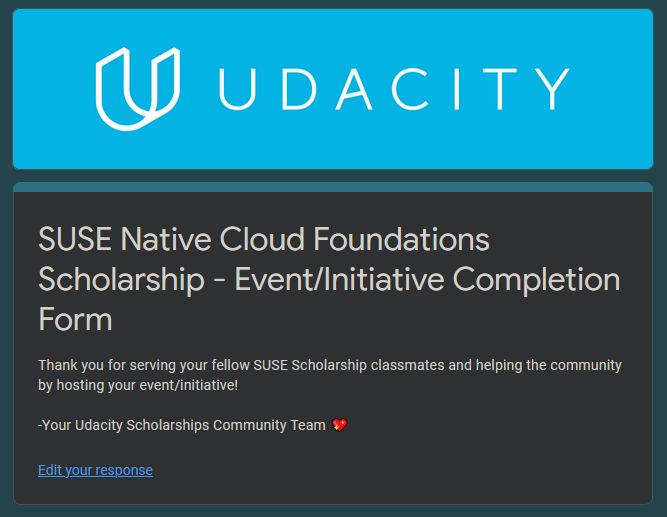 UDACITY
SUSE Native Cloud Foundations
Scholarship - Event/Initiative Completion
Form
Thank you for serving your fellow SUSE Scholarship classmates and helping the community
by hosting your event/initiative!
-Your Udacity Scholarships Community Team 💖
Edit your response